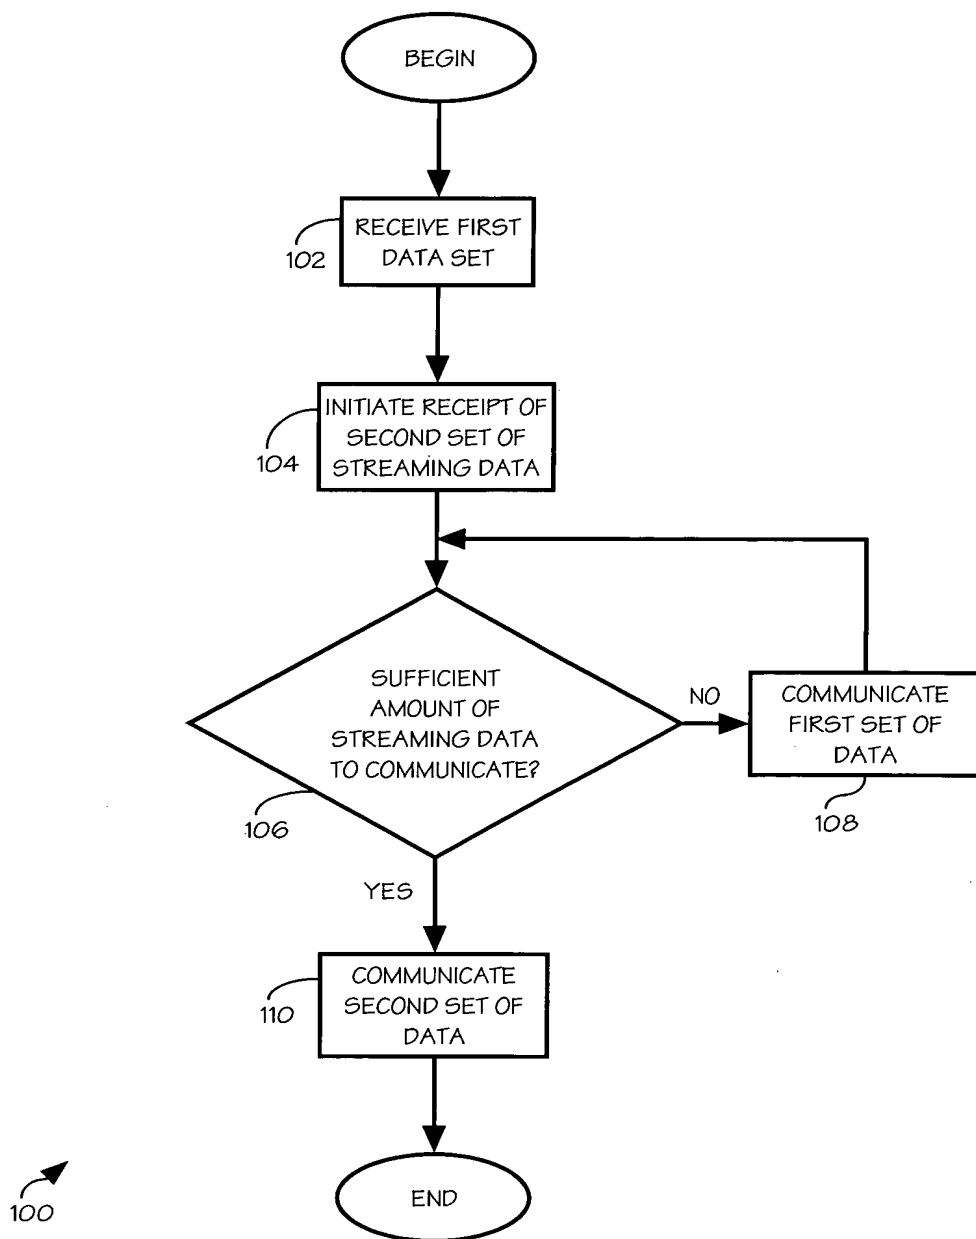 BEGIN
RECEIVE FIRST
DATA SET
102
INITIATE RECEIPT OF
SECOND SET OF
STREAMING DATA
104
SUFFICIENT
AMOUNT OF
STREAMING DATA
TO COMMUNICATE?
106
NO
COMMUNICATE
FIRST SET OF
DATA
108
YES
COMMUNICATE
SECOND SET OF
DATA
110
END
100